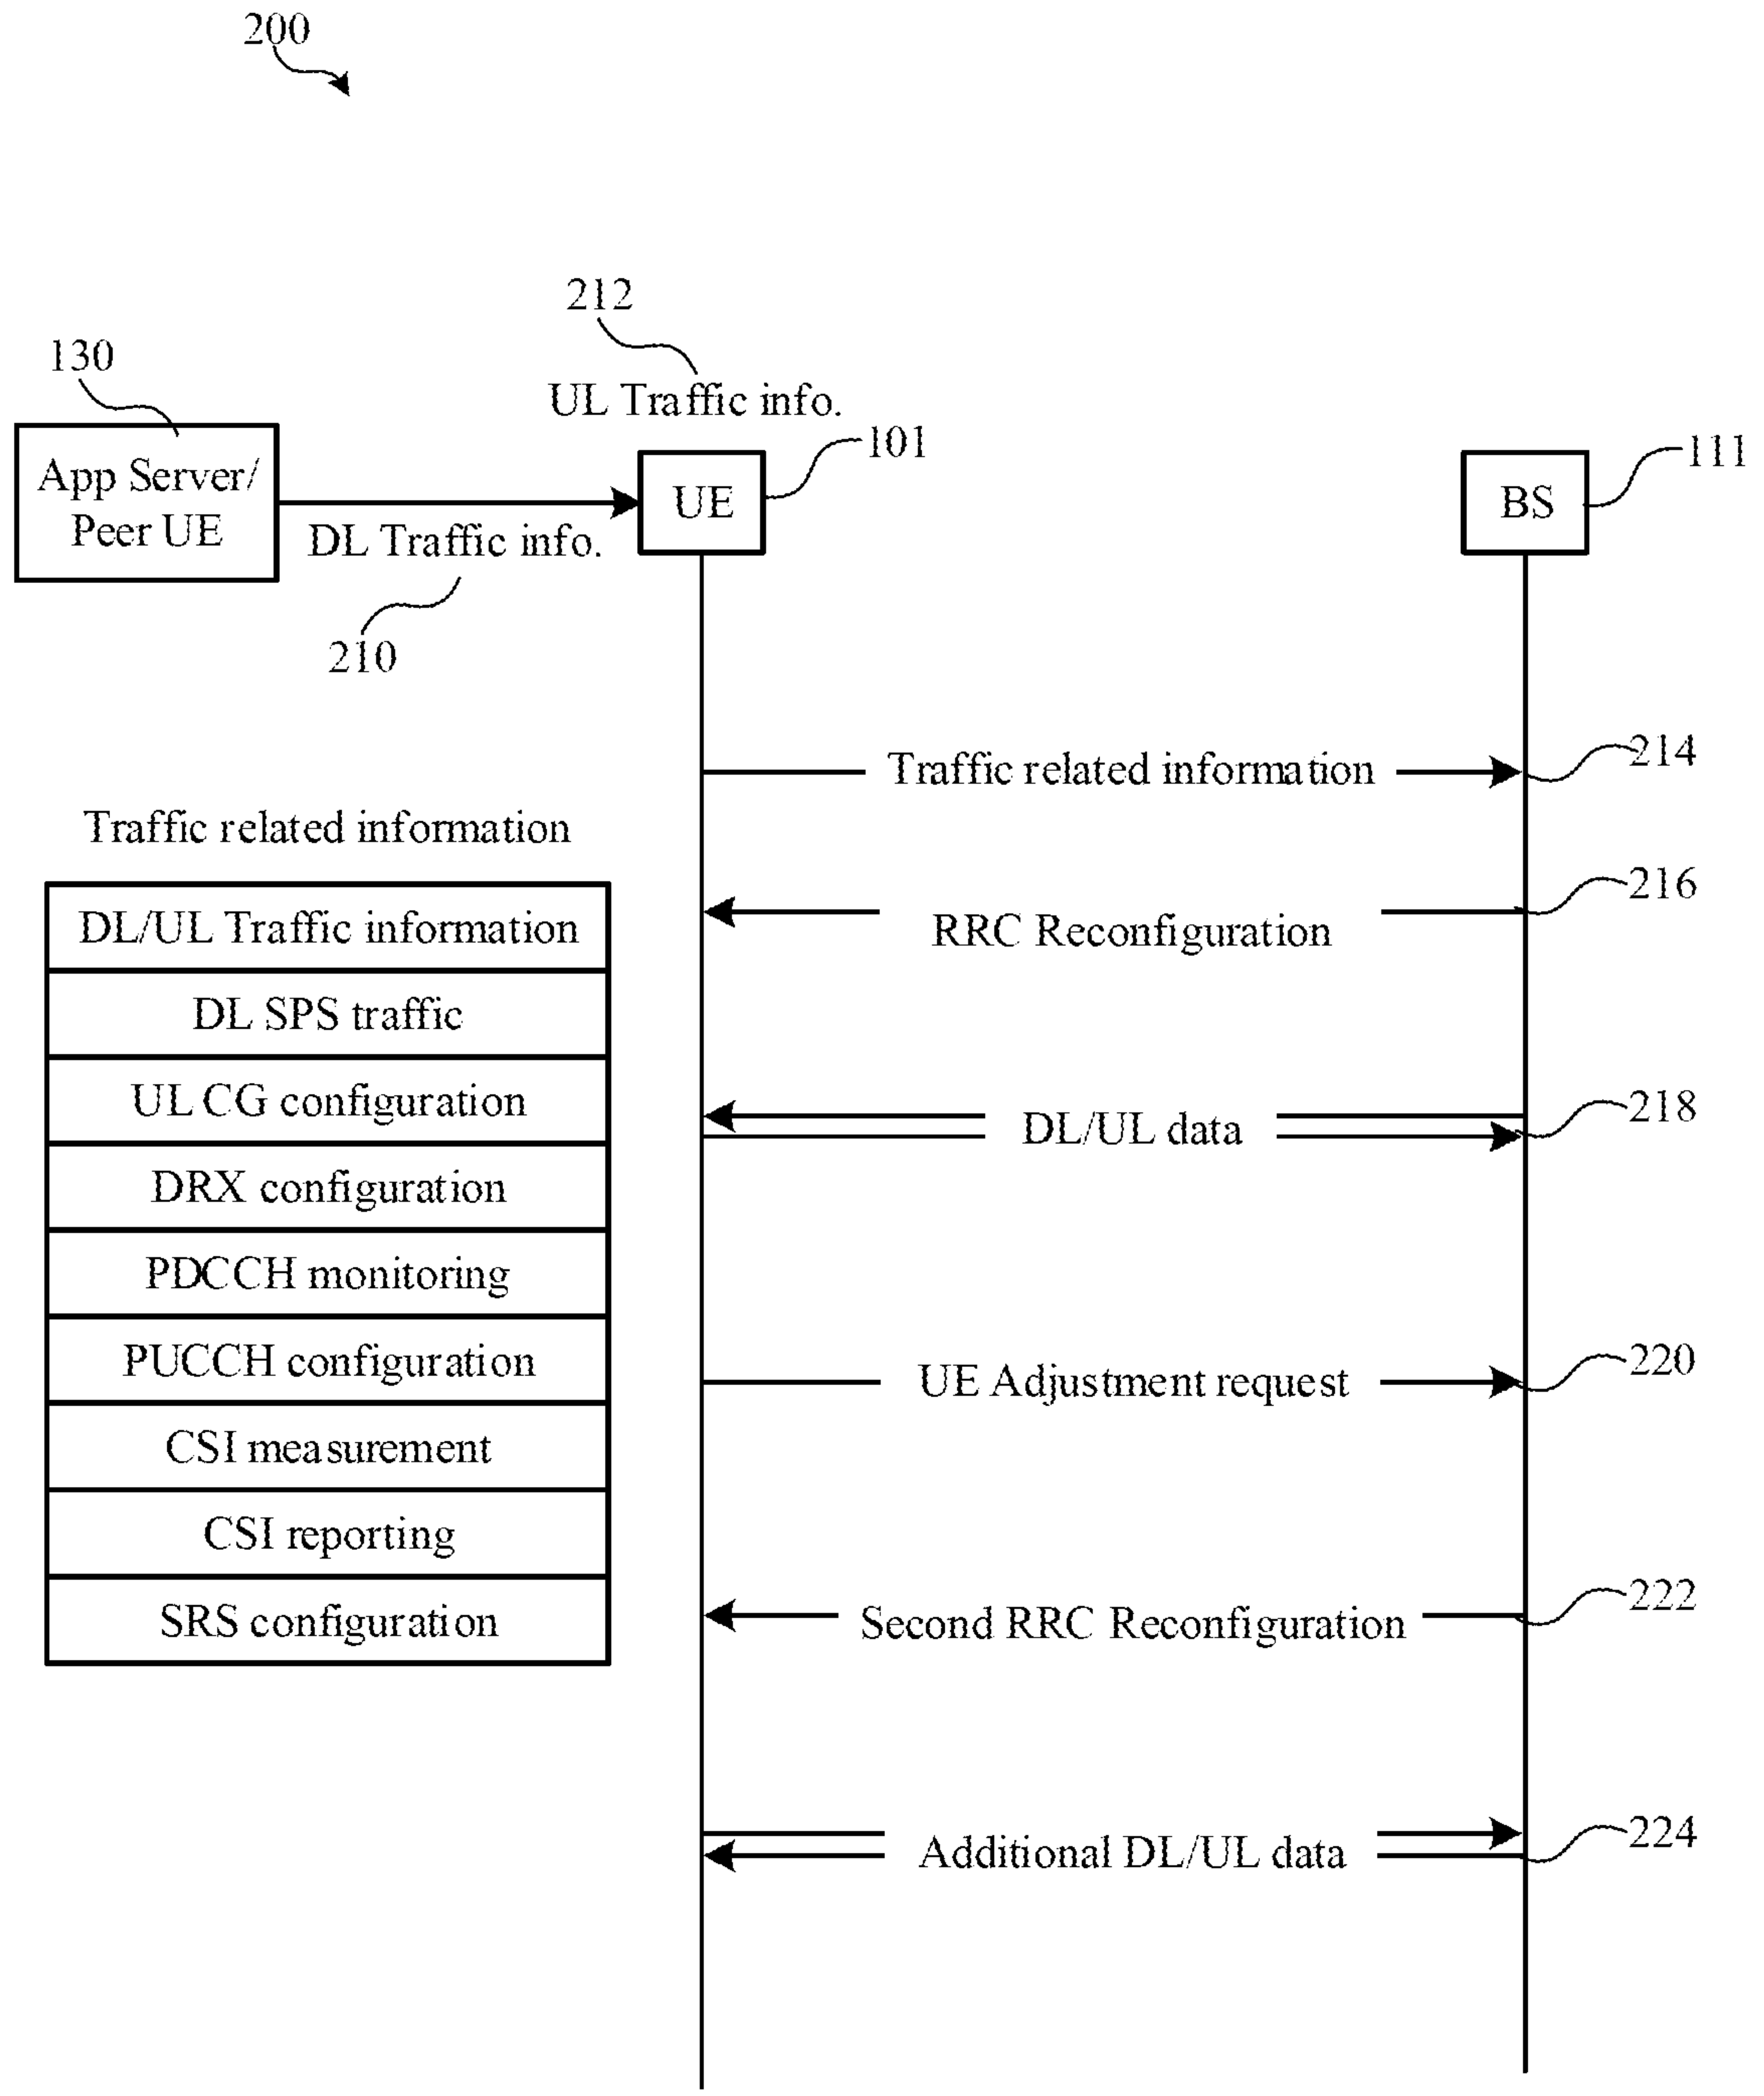 200
212
UL Traffic info.
130
101
111
App Server/
Peer UE
UE
BS
DL Traffic info.
210
Traffic related information
214
Traffic related information
216
RRC Reconfiguration
DL/UL Traffic information
DL SPS traffic
UL CG configuration
DRX configuration
PDCCH monitoring
PUCCH configuration
CSI measurement
CSI reporting
SRS configuration
218
DL/UL data
220
UE Adjustment request
222
Second RRC Reconfiguration
224
Additional DL/UL data